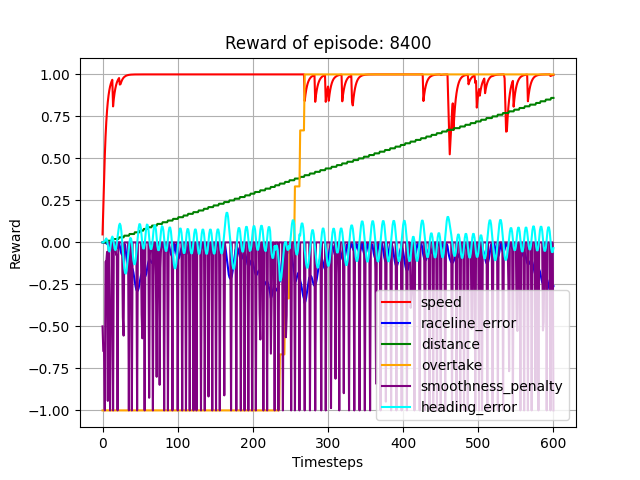 Reward of episode: 8400
1.00
0.75
0.50
0.25
0.00
−0.25
−0.50
−0.75
−1.00
Reward
speed
raceline_error
distance
overtake
smoothness_penalty
heading_error
0 100 200 300 400 500 600
Timesteps